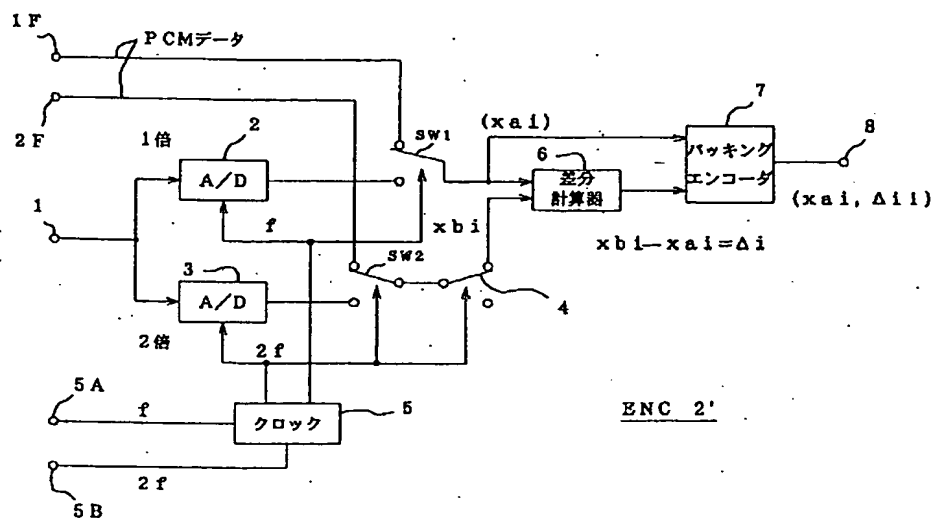 1F
PCMデータ
2F
1倍
2
SW1
(xai)
7
8
A/D
6
パッキング
エンコーダ
差分
計算器
1
f
xbi
(xai, Δii)
xbi−xai=Δi
SW2
3
A/D
4
2倍
2f
5A
f
クロック
5
ENC 2'
2f
5B